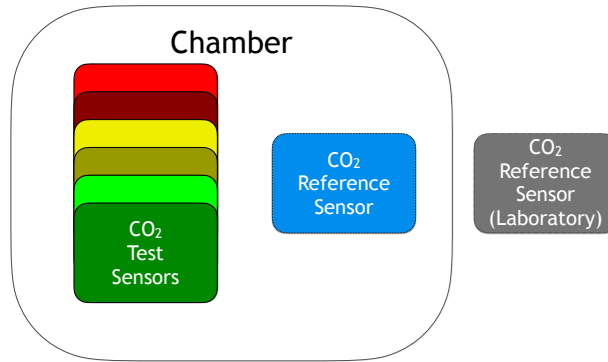 Chamber
CO₂
Test
Sensors
CO₂
Reference
Sensor
CO₂
Reference
Sensor
(Laboratory)